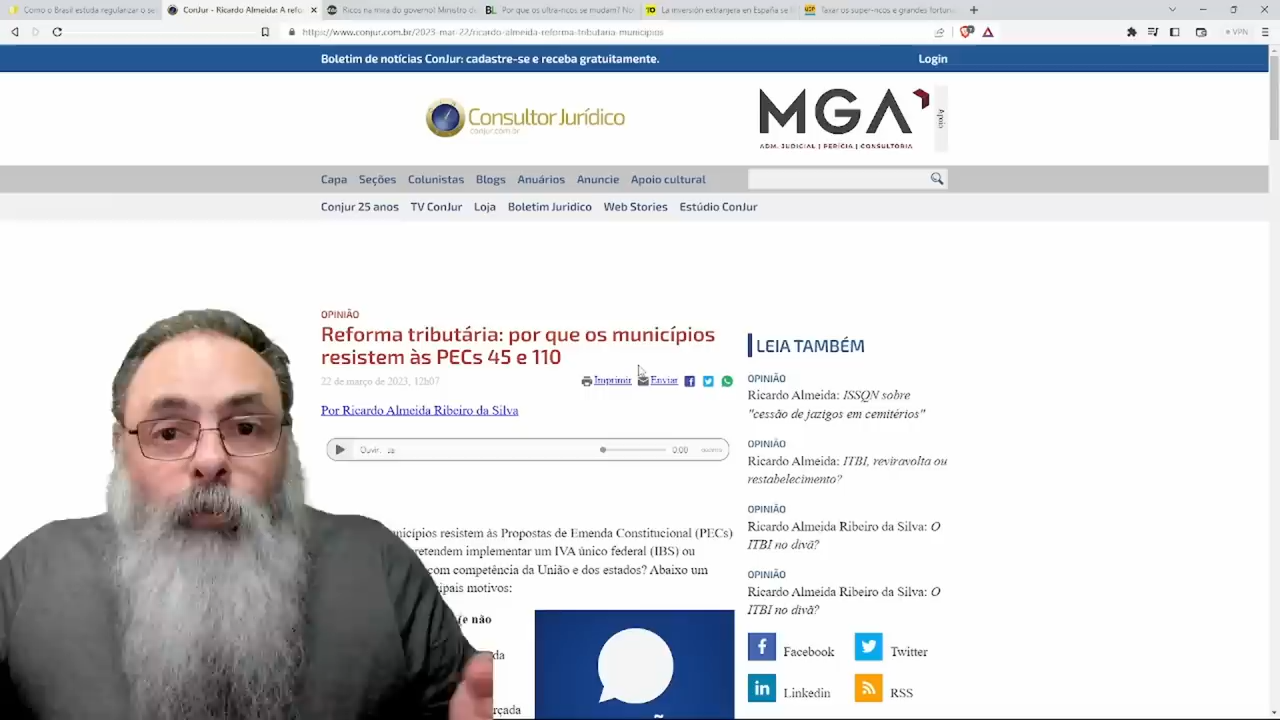 Como o Brasil estuda regularizar o se
ConJur - Ricardo Almeida: A refo
Ricos na mira do governo! Ministro do
Por que os ultra-ricos se mudam? No
La inversión extranjera en España se
Taxar os super-ricos e grandes fortun
https://www.conjur.com.br/2023-mar-22/ricardo-almeida-reforma-tributaria-municipios
VPN
Boletim de notícias ConJur: cadastre-se e receba gratuitamente.
Login
Consultor Jurídico
conjur.com.br
MGA
ADM. JUDICIAL | PERÍCIA | CONSULTORIA
Apoio
Capa Seções Colunistas Blogs Anuários Anuncie Apoio cultural
Conjur 25 anos TV ConJur Loja Boletim Juridico Web Stories Estúdio ConJur
OPINIÃO
Reforma tributária: por que os municípios
resistem às PECs 45 e 110
22 de março de 2023, 12h07
Imprimir Enviar
Por Ricardo Almeida Ribeiro da Silva
Ouvir:
0:00
nicípios resistem às Propostas de Emenda Constitucional (PECs)
retendem implementar um IVA único federal (IBS) ou
com competência da União e dos estados? Abaixo um
ipais motivos:
(e não
da
rçada
LEIA TAMBÉM
OPINIÃO
Ricardo Almeida: ISSQN sobre
"cessão de jazigos em cemitérios"
OPINIÃO
Ricardo Almeida: ITBI, reviravolta ou
restabelecimento?
OPINIÃO
Ricardo Almeida Ribeiro da Silva: O
ITBI no divã?
OPINIÃO
Ricardo Almeida Ribeiro da Silva: O
ITBI no divã?
Facebook
Twitter
Linkedin
RSS